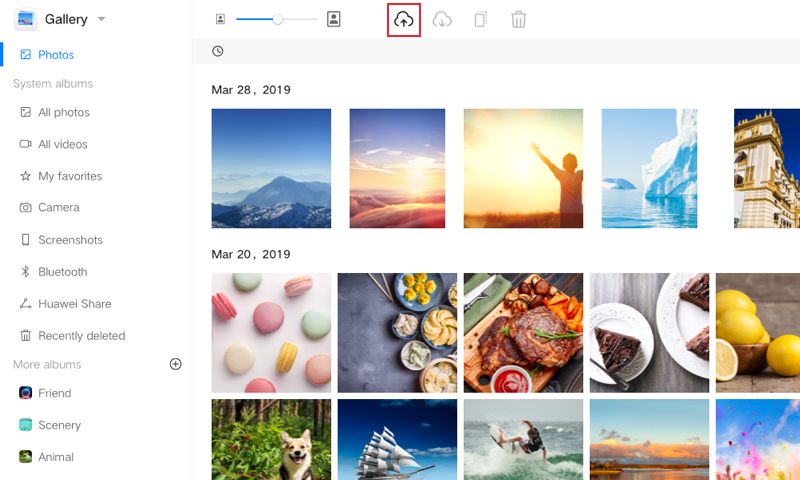 Gallery
Photos
System albums
All photos
All videos
My favorites
Camera
Screenshots
Bluetooth
Huawei Share
Recently deleted
More albums
Friend
Scenery
Animal
Mar 28 , 2019
Mar 20 , 2019